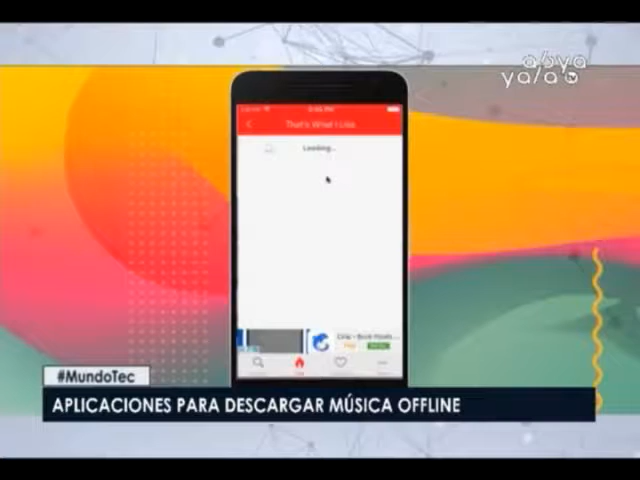 abya
yala
That's What I Like
Loading...
#MundoTec
APLICACIONES PARA DESCARGAR MÚSICA OFFLINE